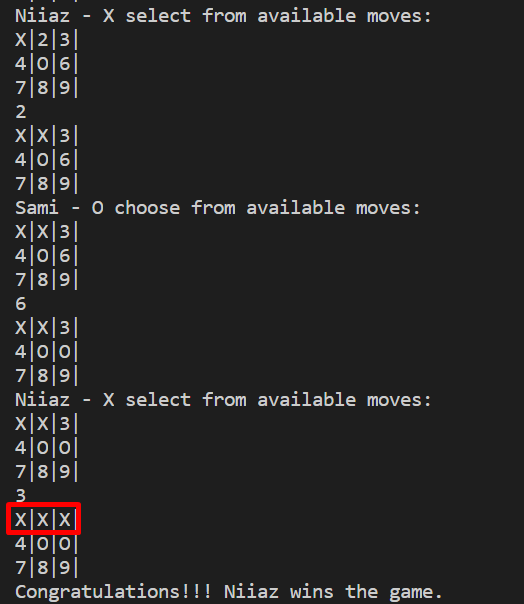 Niiaz - X select from available moves:
X|2|3|
4|O|6|
7|8|9|
2
X|X|3|
4|O|6|
7|8|9|
Sami - O choose from available moves:
X|X|3|
4|O|6|
7|8|9|
6
X|X|3|
4|O|O|
7|8|9|
Niiaz - X select from available moves:
X|X|3|
4|O|O|
7|8|9|
3
X|X|X|
4|O|O|
7|8|9|
Congratulations!!! Niiaz wins the game.